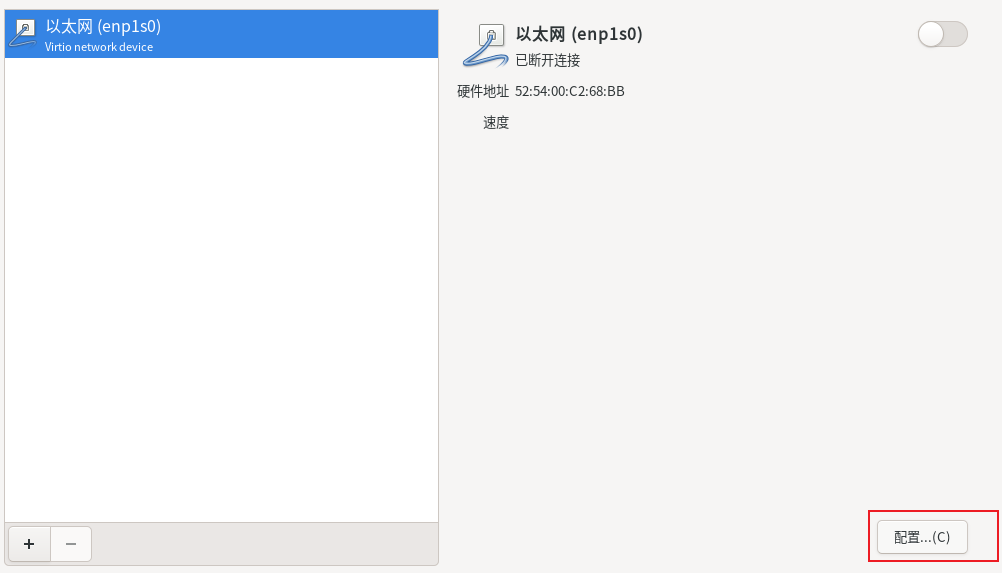 以太网 (enp1s0)
Virtio network device
以太网 (enp1s0)
已断开连接
硬件地址 52:54:00:C2:68:BB
速度
配置...(C)